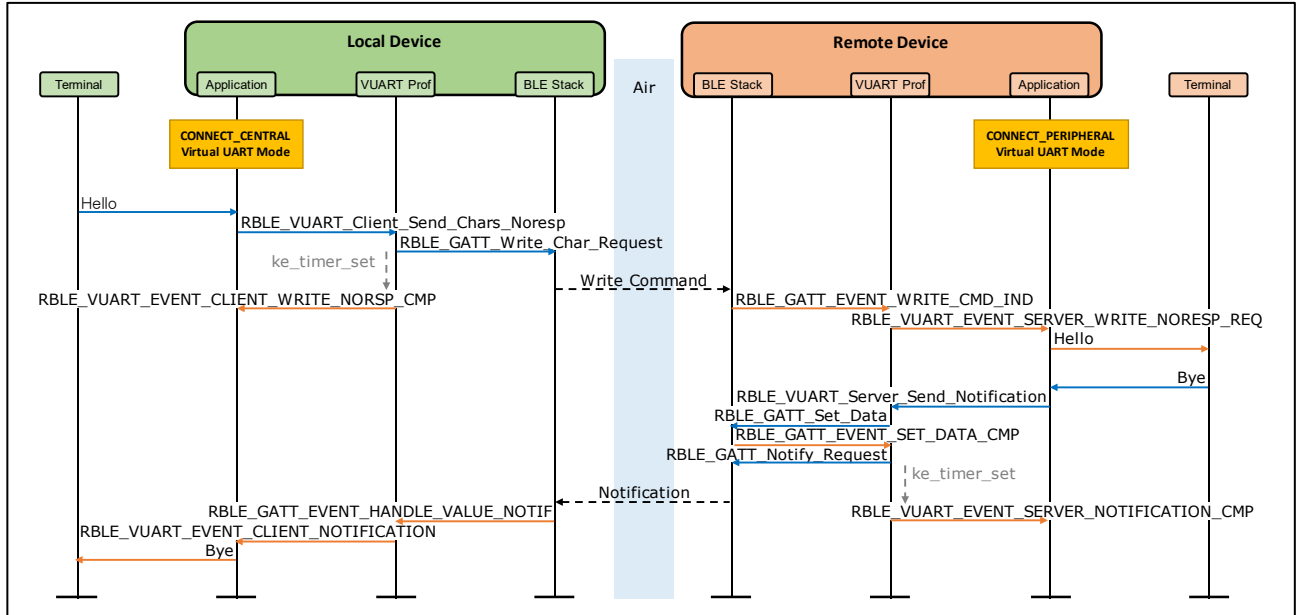 Local Device
Remote Device
Terminal
Application
VUART Prof
BLE Stack
Air
BLE Stack
VUART Prof
Application
Terminal
CONNECT_CENTRAL
Virtual UART Mode
CONNECT_PERIPHERAL
Virtual UART Mode
Hello
RBLE_VUART_Client_Send_Chars_Noresp
RBLE_GATT_Write_Char_Request
ke_timer_set
Write Command
RBLE_VUART_EVENT_CLIENT_WRITE_NORSP_CMP
RBLE_GATT_EVENT_WRITE_CMD_IND
RBLE_VUART_EVENT_SERVER_WRITE_NORESP_REQ
Hello
Bye
RBLE_VUART_Server_Send_Notification
RBLE_GATT_Set_Data
RBLE_GATT_EVENT_SET_DATA_CMP
RBLE_GATT_Notify_Request
ke_timer_set
Notification
RBLE_GATT_EVENT_HANDLE_VALUE_NOTIF
RBLE_VUART_EVENT_SERVER_NOTIFICATION_CMP
RBLE_VUART_EVENT_CLIENT_NOTIFICATION
Bye